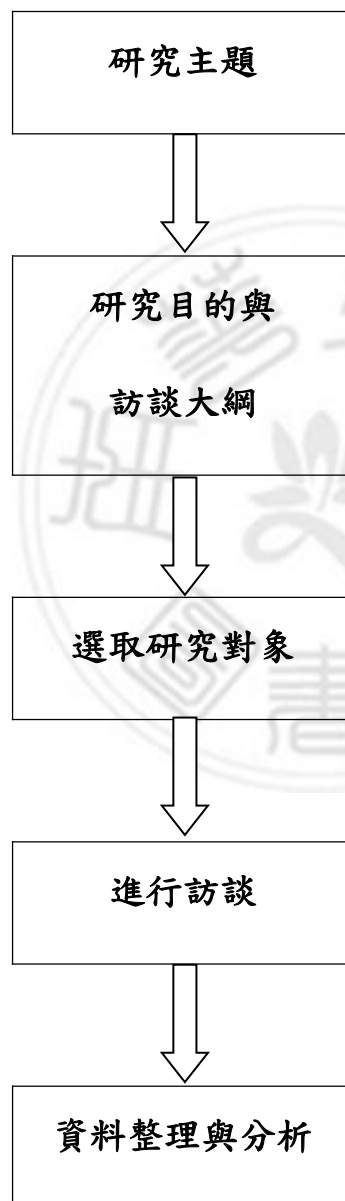 研究主題
研究目的與
訪談大綱
選取研究對象
進行訪談
資料整理與分析